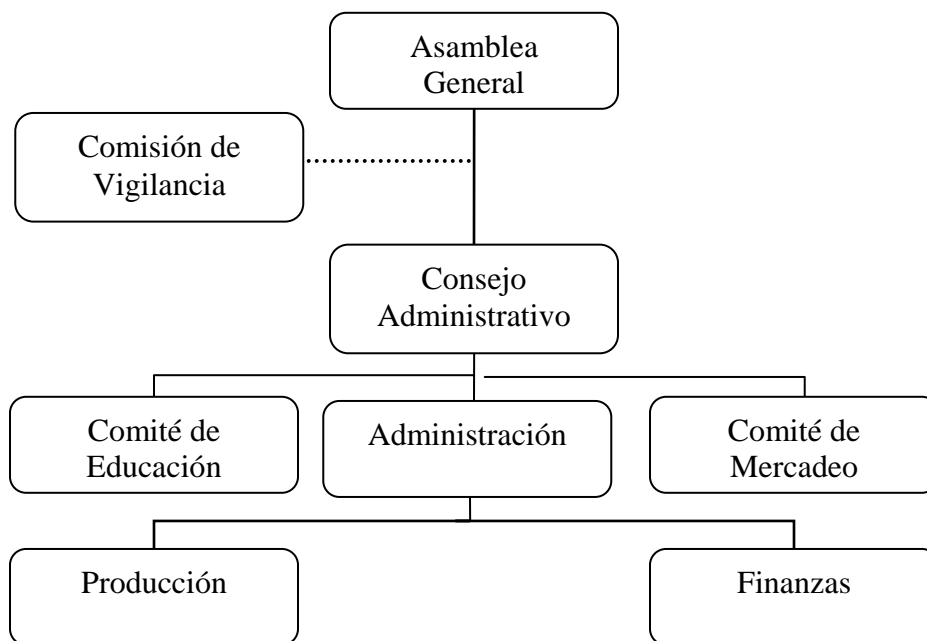 Asamblea
General
Comisión de
Vigilancia
Consejo
Administrativo
Comité de
Educación
Administración
Comité de
Mercadeo
Producción
Finanzas